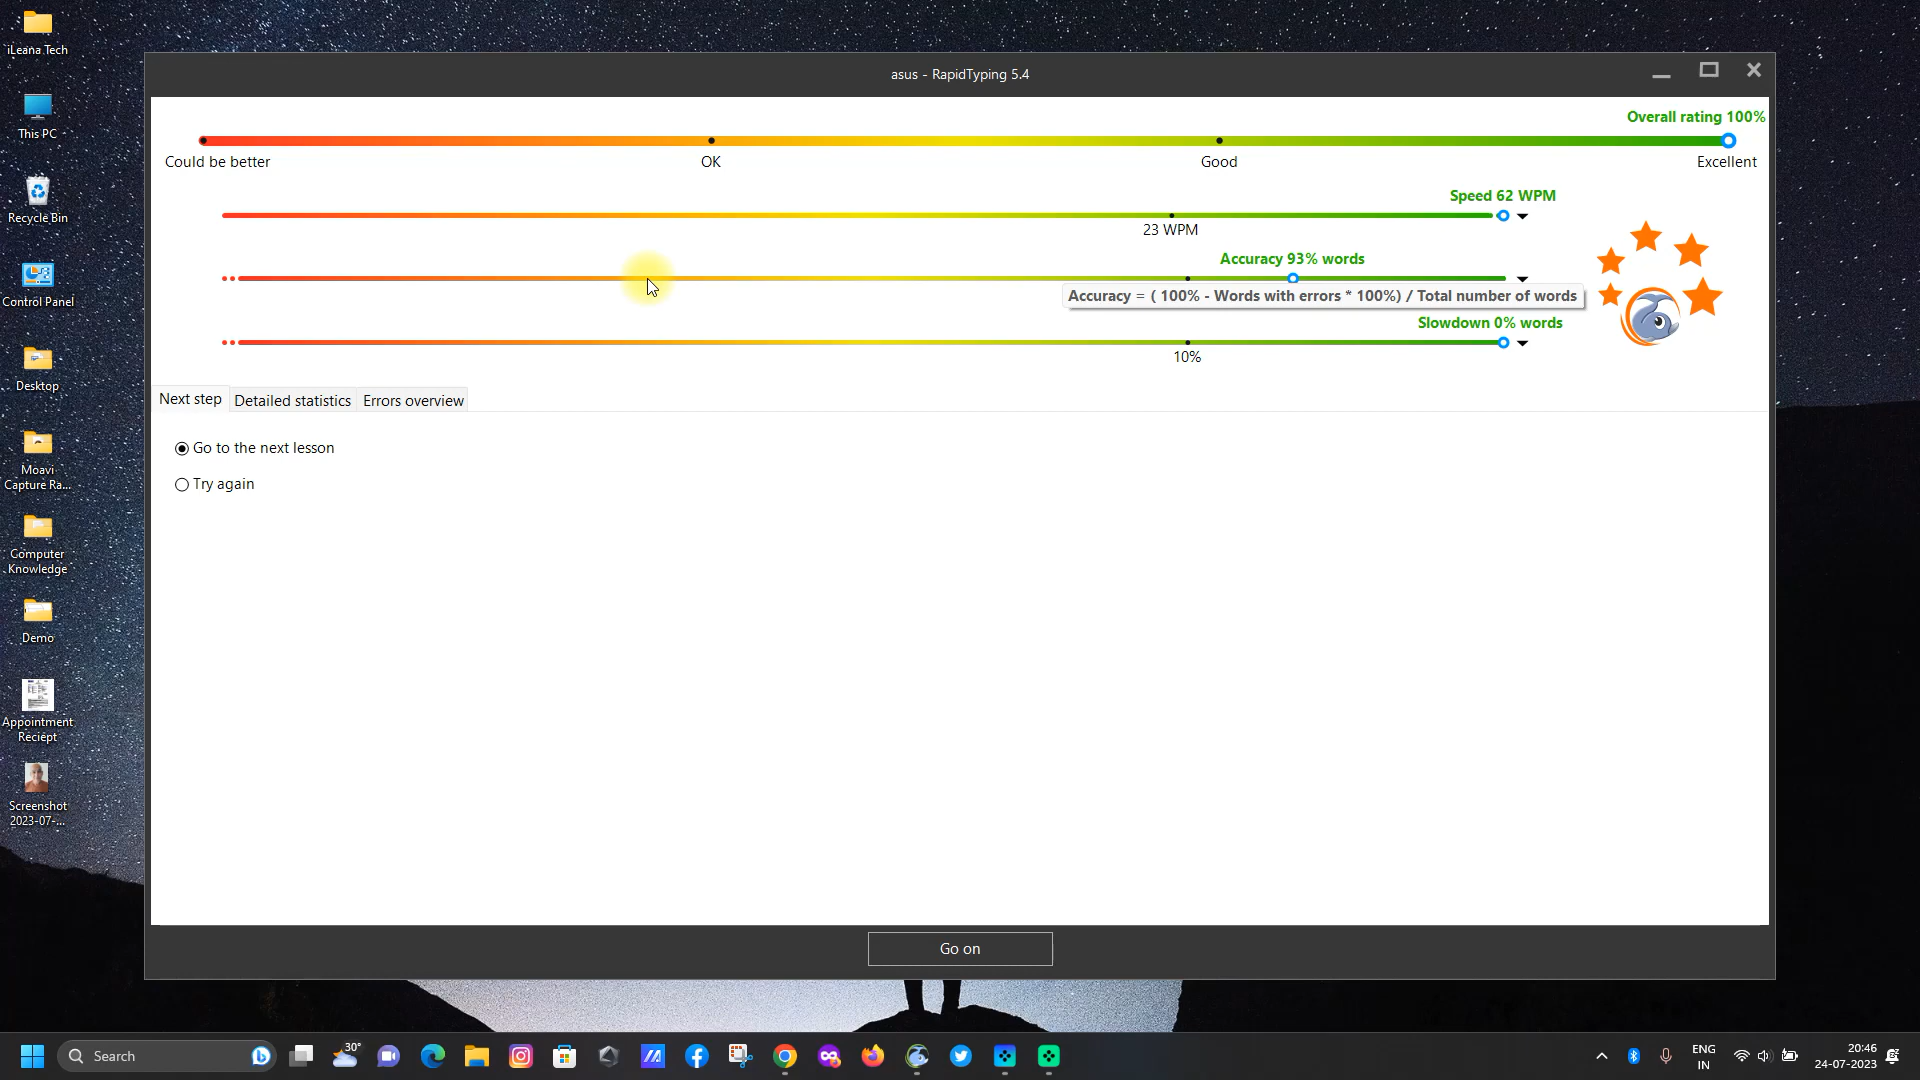 iLeana Tech
This PC
Recycle Bin
Control Panel
Desktop
Moavi
Capture Ra...
Computer
Knowledge
Demo
Appointment
Reciept
Screenshot
2023-07-...
asus - RapidTyping 5.4
Overall rating 100%
Could be better
OK
Good
Excellent
Speed 62 WPM
23 WPM
Accuracy 93% words
Accuracy = ( 100% - Words with errors * 100%) / Total number of words
Slowdown 0% words
10%
Next step
Detailed statistics
Errors overview
Go to the next lesson
Try again
Go on
Search
30°
ENG
IN
20:46
24-07-2023